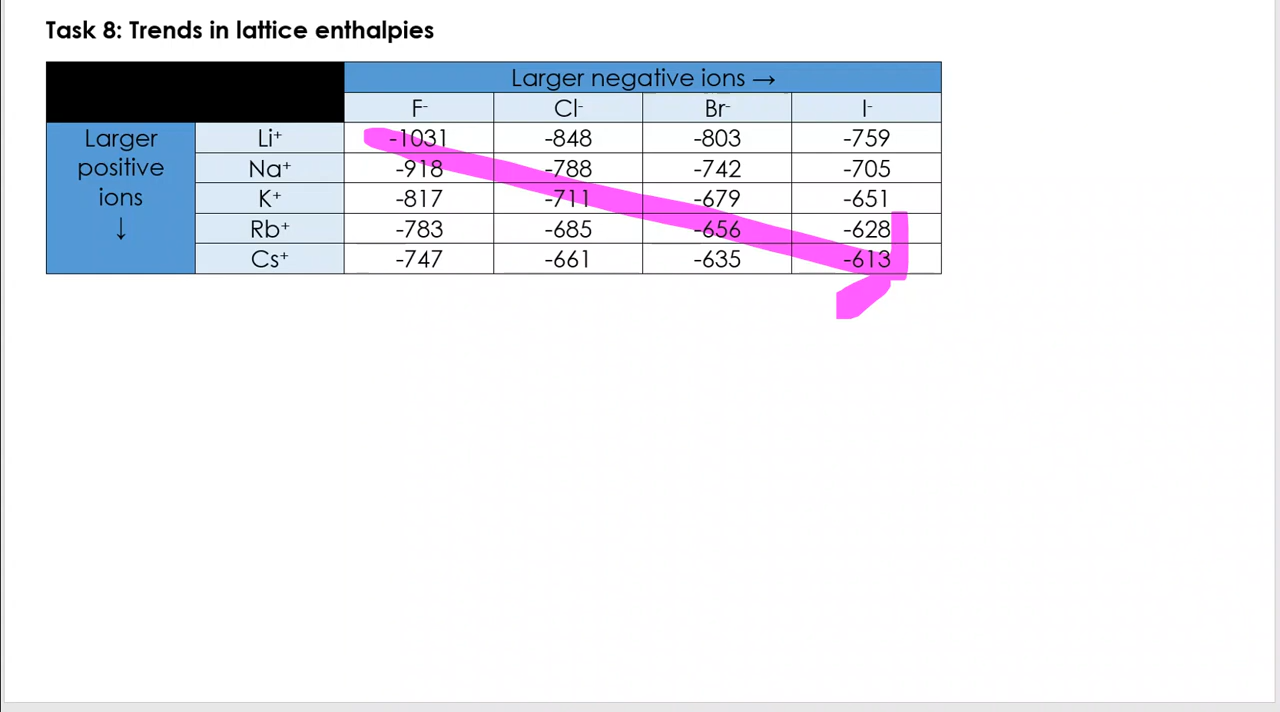 Task 8: Trends in lattice enthalpies
Larger negative ions →
F- Cl- Br- I-
Larger positive ions ↓
Li+ -1031 -848 -803 -759
Na+ -918 -788 -742 -705
K+ -817 -711 -679 -651
Rb+ -783 -685 -656 -628
Cs+ -747 -661 -635 -613